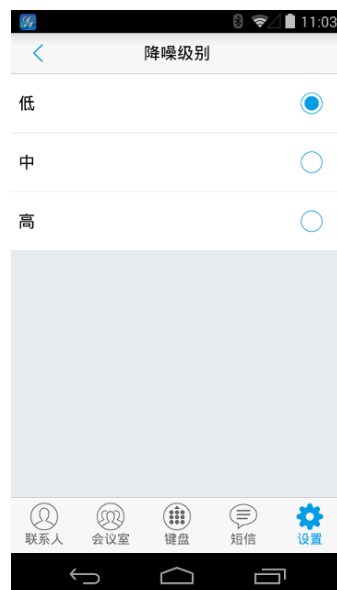 11:03
降噪级别
低
中
高
联系人 会议室 键盘 短信 设置